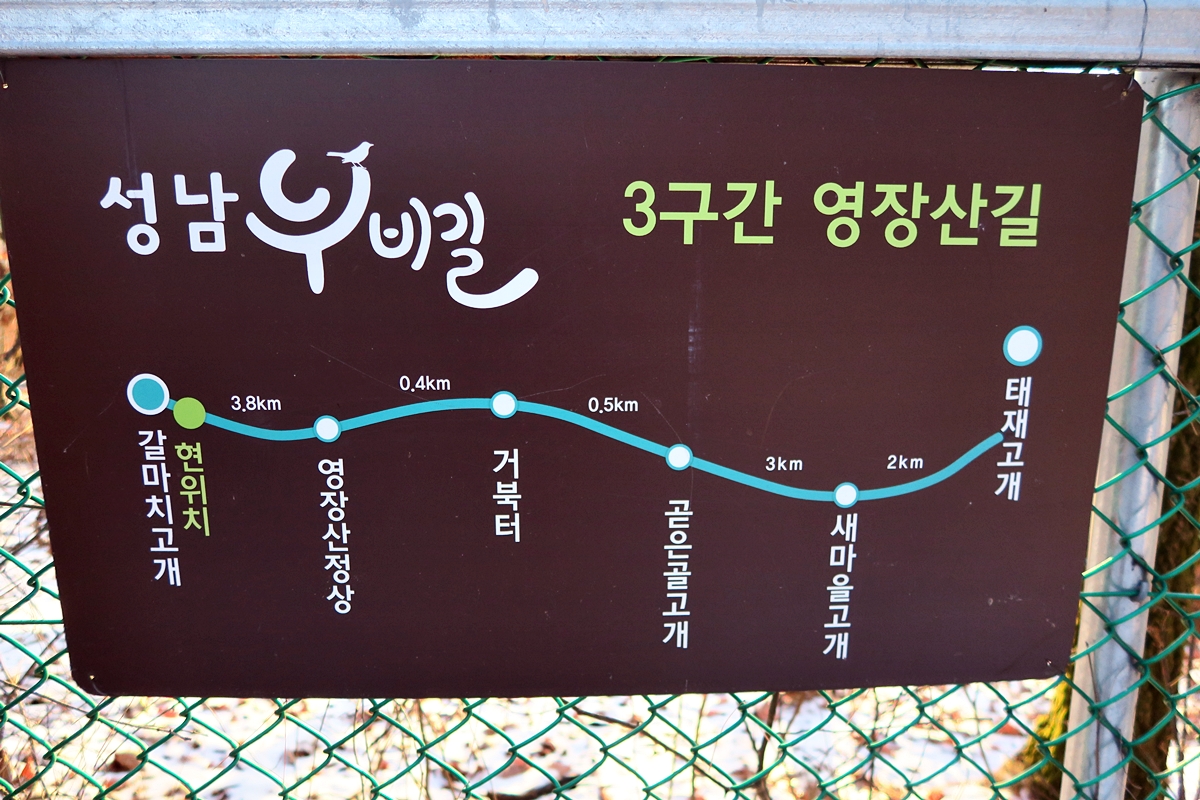 성남누비길
3구간 영장산길
3.8km
0.4km
0.5km
3km
2km
갈마치고개
현위치
영장산정상
거북터
곧은골고개
새마을고개
태재고개